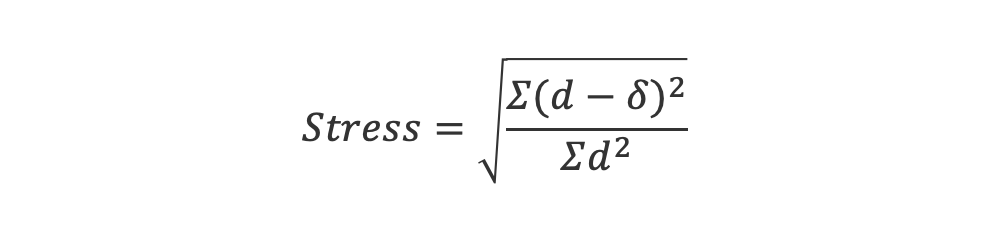 Stress = √(Σ(d − δ)² / Σd²)